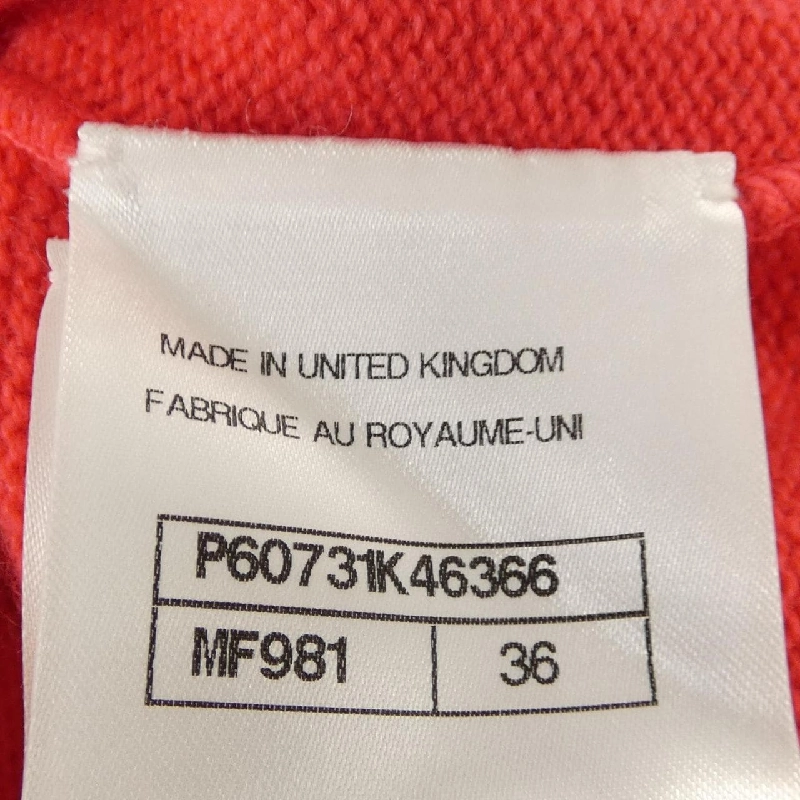 MADE IN UNITED KINGDOM
FABRIQUE AU ROYAUME-UNI
P60731K46366
MF981 36